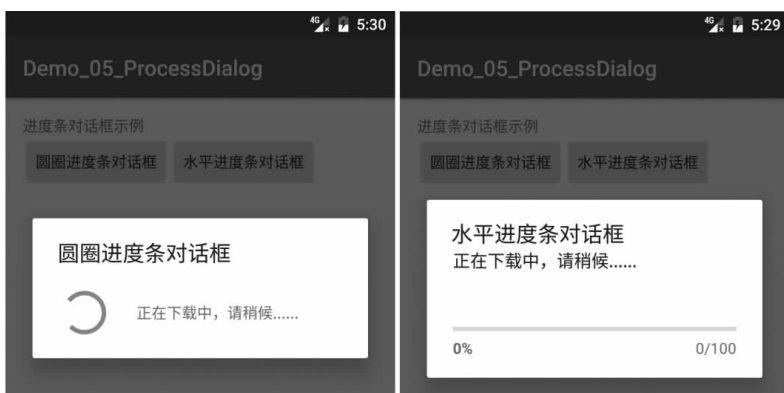 4G 5:30
Demo_05_ProcessDialog
进度条对话框示例
圆圈进度条对话框 水平进度条对话框
圆圈进度条对话框
正在下载中，请稍候......
4G 5:29
Demo_05_ProcessDialog
进度条对话框示例
圆圈进度条对话框 水平进度条对话框
水平进度条对话框
正在下载中，请稍候......
0% 0/100